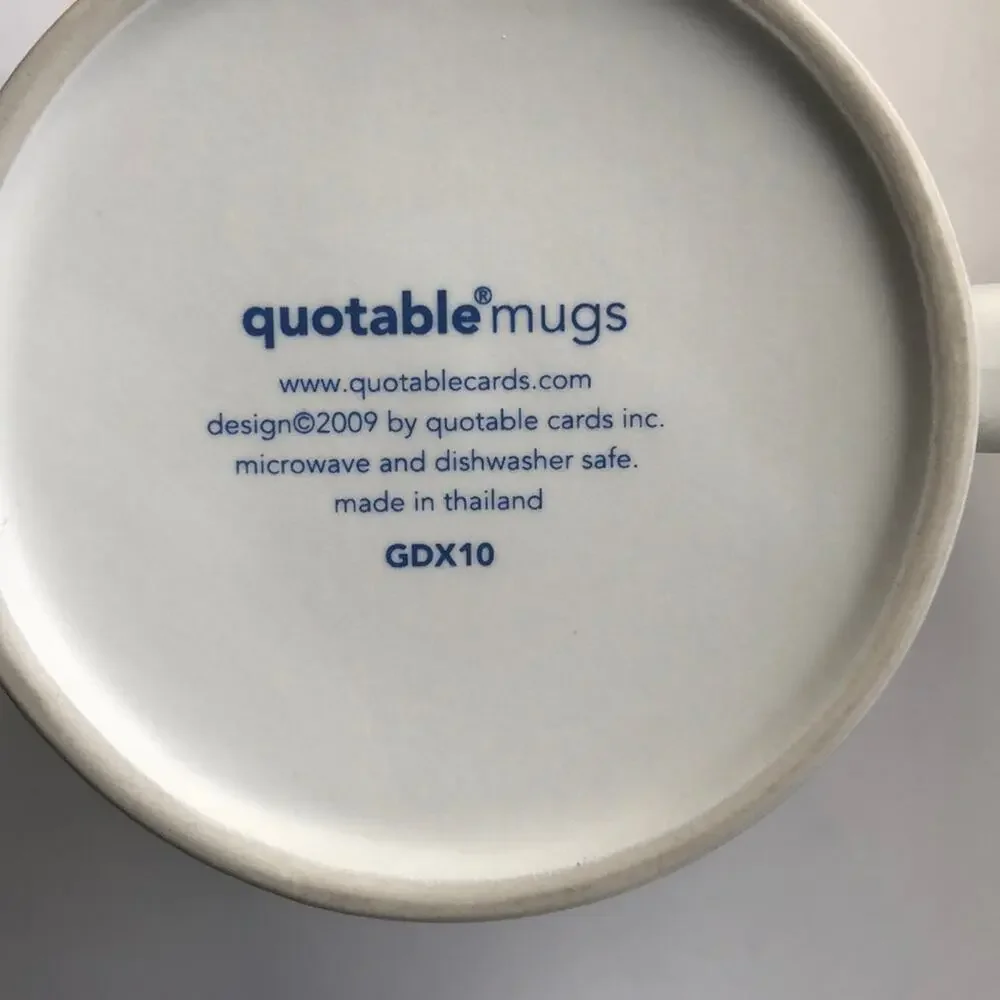 quotable®mugs
www.quotablecards.com
design©2009 by quotable cards inc.
microwave and dishwasher safe.
made in thailand
GDX10